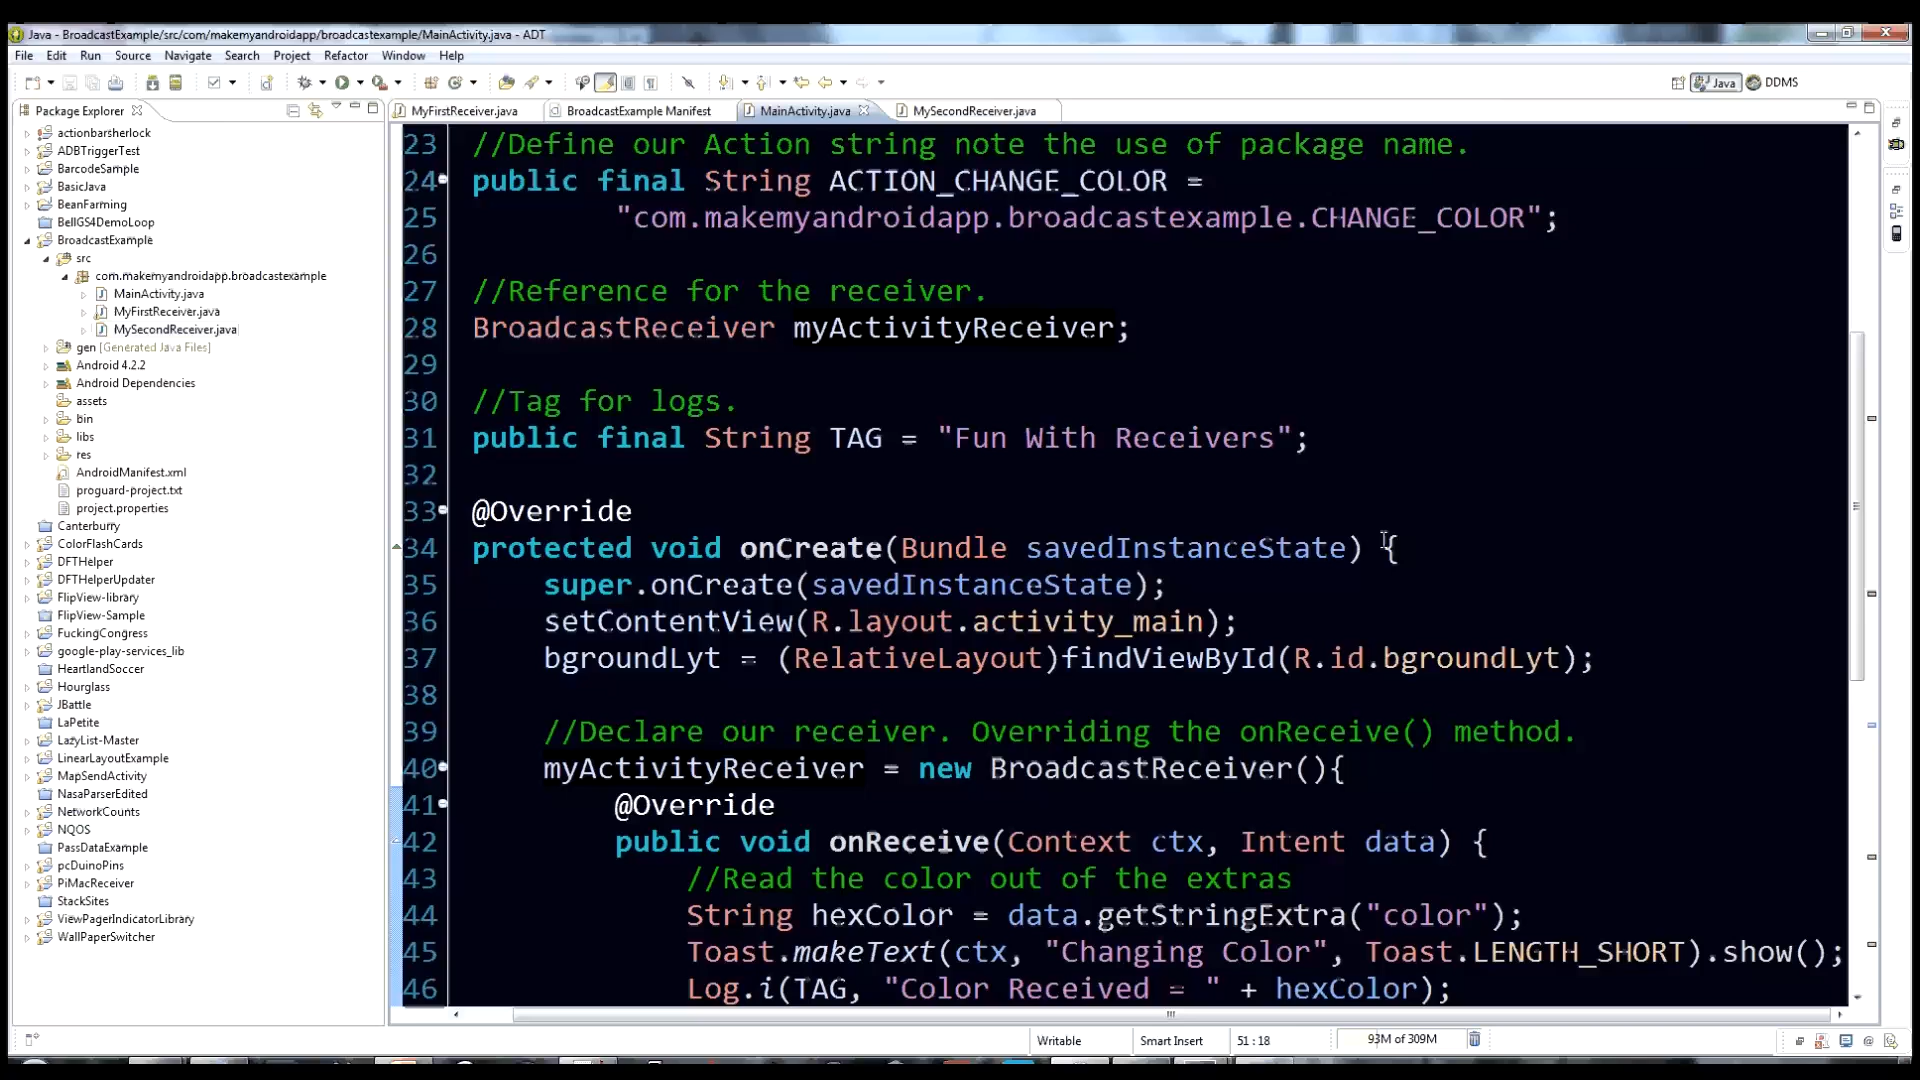 Java - BroadcastExample/src/com/makemyandroidapp/broadcastexample/MainActivity.java - ADT
File Edit Run Source Navigate Search Project Refactor Window Help
Java DDMS
Package Explorer
actionbarsherlock
ADBTriggerTest
BarcodeSample
BasicJava
BeanFarming
BellGS4DemoLoop
BroadcastExample
src
com.makemyandroidapp.broadcastexample
MainActivity.java
MyFirstReceiver.java
MySecondReceiver.java
gen [Generated Java Files]
Android 4.2.2
Android Dependencies
assets
bin
libs
res
AndroidManifest.xml
proguard-project.txt
project.properties
Canterburry
ColorFlashCards
DFTHelper
DFTHelperUpdater
FlipView-library
FlipView-Sample
FuckingCongress
google-play-services_lib
HeartlandSoccer
Hourglass
JBattle
LaPetite
LazyList-Master
LinearLayoutExample
MapSendActivity
NasaParserEdited
NetworkCounts
NQOS
PassDataExample
pcDuinoPins
PiMacReceiver
StackSites
ViewPagerIndicatorLibrary
WallPaperSwitcher
MyFirstReceiver.java BroadcastExample Manifest MainActivity.java MySecondReceiver.java
23 //Define our Action string note the use of package name.
24 public final String ACTION_CHANGE_COLOR =
25 "com.makemyandroidapp.broadcastexample.CHANGE_COLOR";
26
27 //Reference for the receiver.
28 BroadcastReceiver myActivityReceiver;
29
30 //Tag for logs.
31 public final String TAG = "Fun With Receivers";
32
33 @Override
34 protected void onCreate(Bundle savedInstanceState) {
35 super.onCreate(savedInstanceState);
36 setContentView(R.layout.activity_main);
37 bgroundLyt = (RelativeLayout)findViewById(R.id.bgroundLyt);
38
39 //Declare our receiver. Overriding the onReceive() method.
40 myActivityReceiver = new BroadcastReceiver(){
41 @Override
42 public void onReceive(Context ctx, Intent data) {
43 //Read the color out of the extras
44 String hexColor = data.getStringExtra("color");
45 Toast.makeText(ctx, "Changing Color", Toast.LENGTH_SHORT).show();
46 Log.i(TAG, "Color Received = " + hexColor);
Writable Smart Insert 51 : 18 93M of 309M